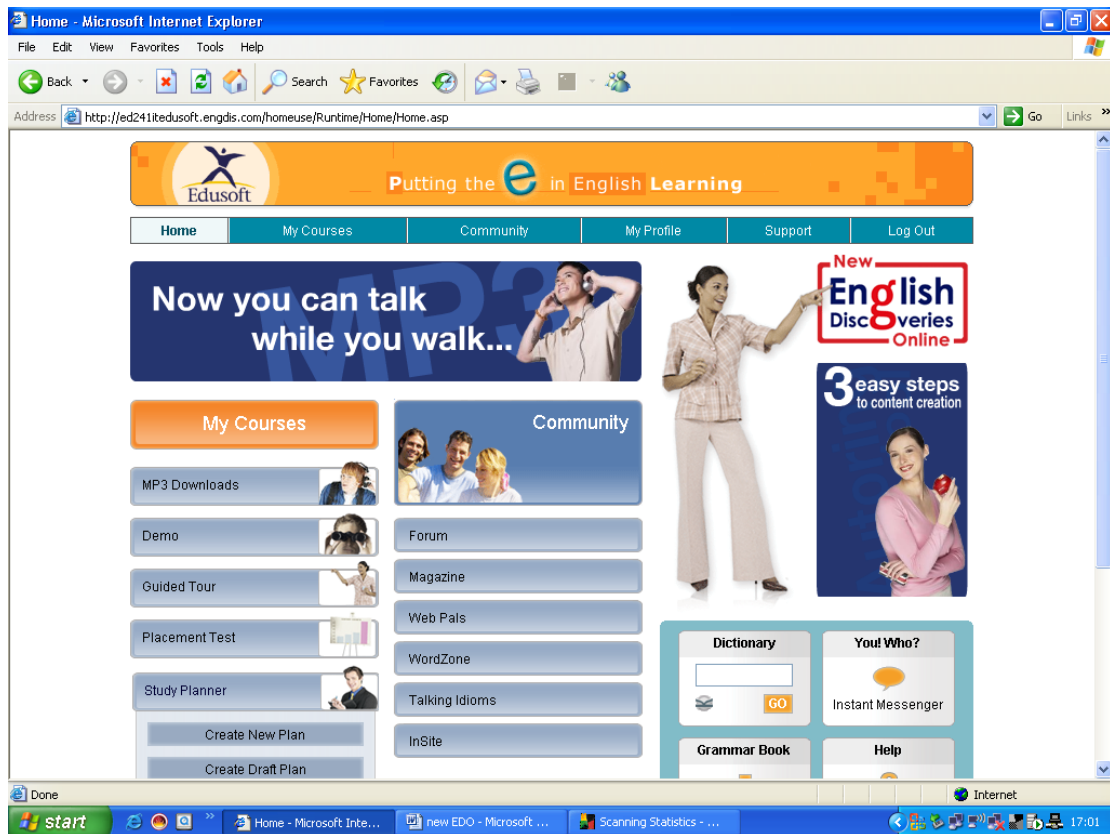 Home - Microsoft Internet Explorer
File Edit View Favorites Tools Help
Back Search Favorites
Address http://ed241itedusoft.engdis.com/homeuse/Runtime/Home/Home.asp Go Links »
Edusoft
Putting the e in English Learning
Home My Courses Community My Profile Support Log Out
MP3
Now you can talk
while you walk...
New
English
Discoveries
Online
3 easy steps
to content creation
My Courses
MP3 Downloads
Demo
Guided Tour
Placement Test
Study Planner
Create New Plan
Create Draft Plan
Community
Forum
Magazine
Web Pals
WordZone
Talking Idioms
InSite
Dictionary
GO
You! Who?
Instant Messenger
Grammar Book
Help
Done Internet
start » Home - Microsoft Inte... new EDO - Microsoft ... Scanning Statistics - ... 17:01